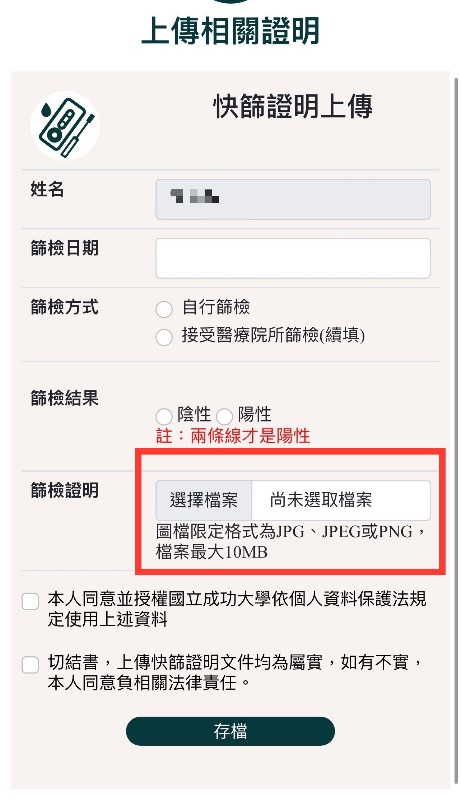 上傳相關證明
快篩證明上傳
姓名
篩檢日期
篩檢方式
自行篩檢
接受醫療院所篩檢(續填)
篩檢結果
陰性 陽性
註：兩條線才是陽性
篩檢證明
選擇檔案 尚未選取檔案
圖檔限定格式為JPG、JPEG或PNG，
檔案最大10MB
本人同意並授權國立成功大學依個人資料保護法規
定使用上述資料
切結書，上傳快篩證明文件均為屬實，如有不實，
本人同意負相關法律責任。
存檔